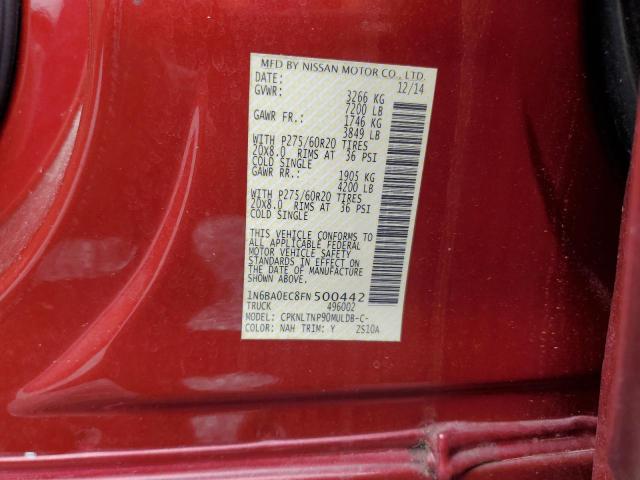 MFD BY NISSAN MOTOR CO., LTD.
DATE: 12/14
GVWR: 3266 KG
7200 LB
GAWR FR.: 1746 KG
3849 LB
WITH P275/60R20 TIRES
20X8.0 RIMS AT 36 PSI
COLD SINGLE
GAWR RR.: 1905 KG
4200 LB
WITH P275/60R20 TIRES
20X8.0 RIMS AT 36 PSI
COLD SINGLE
THIS VEHICLE CONFORMS TO
ALL APPLICABLE FEDERAL
MOTOR VEHICLE SAFETY
STANDARDS IN EFFECT ON
THE DATE OF MANUFACTURE
SHOWN ABOVE.
1N6BA0EC8FN500442
TRUCK 496002
MODEL: CPKNLTNP90MULDB-C-
COLOR: NAH TRIM: Y 2S10A